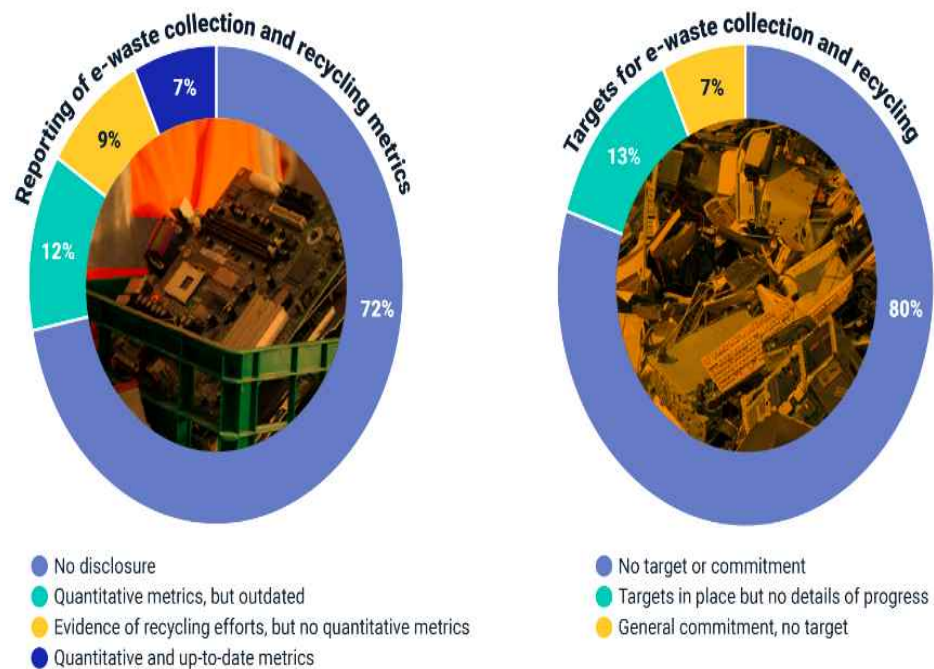 Reporting of e-waste collection and recycling metrics
7%
9%
12%
72%
No disclosure
Quantitative metrics, but outdated
Evidence of recycling efforts, but no quantitative metrics
Quantitative and up-to-date metrics
Targets for e-waste collection and recycling
7%
13%
80%
No target or commitment
Targets in place but no details of progress
General commitment, no target